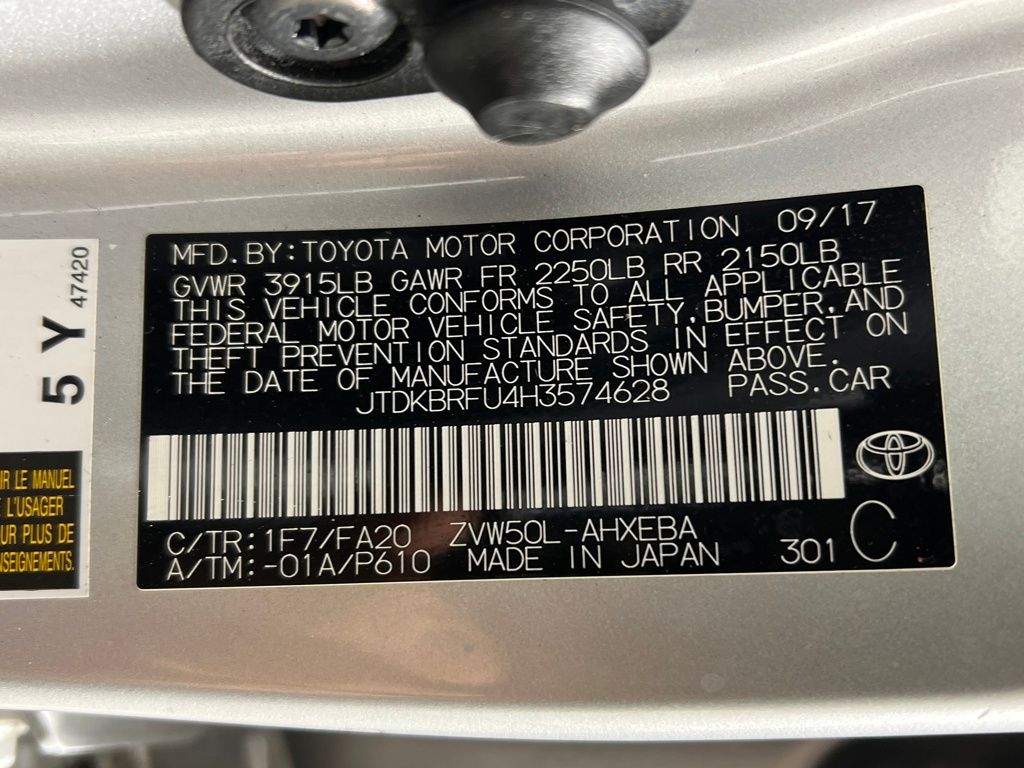 5 Y
47420
R LE MANUEL
L'USAGER
UR PLUS DE
NSEIGNEMENTS.
MFD. BY: TOYOTA MOTOR CORPORATION 09/17
GVWR 3915LB GAWR FR 2250LB RR 2150LB
THIS VEHICLE CONFORMS TO ALL APPLICABLE
FEDERAL MOTOR VEHICLE SAFETY, BUMPER, AND
THEFT PREVENTION STANDARDS IN EFFECT ON
THE DATE OF MANUFACTURE SHOWN ABOVE.
JTDKBRFU4H3574628 PASS. CAR
C/TR: 1F7/FA20 ZVW50L-AHXEBA
A/TM: -01A/P610 MADE IN JAPAN 301 C